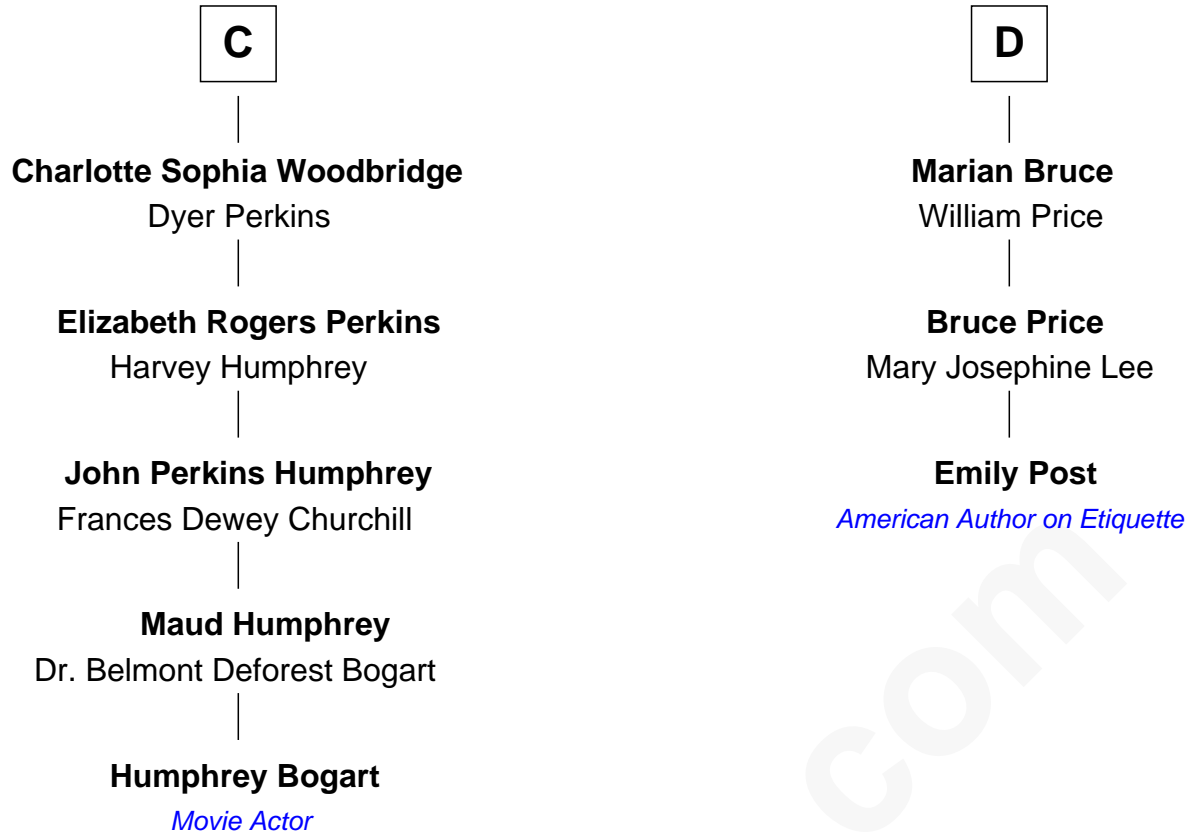 C
Charlotte Sophia Woodbridge
Dyer Perkins
Elizabeth Rogers Perkins
Harvey Humphrey
John Perkins Humphrey
Frances Dewey Churchill
Maud Humphrey
Dr. Belmont Deforest Bogart
Humphrey Bogart
Movie Actor
D
Marian Bruce
William Price
Bruce Price
Mary Josephine Lee
Emily Post
American Author on Etiquette
com